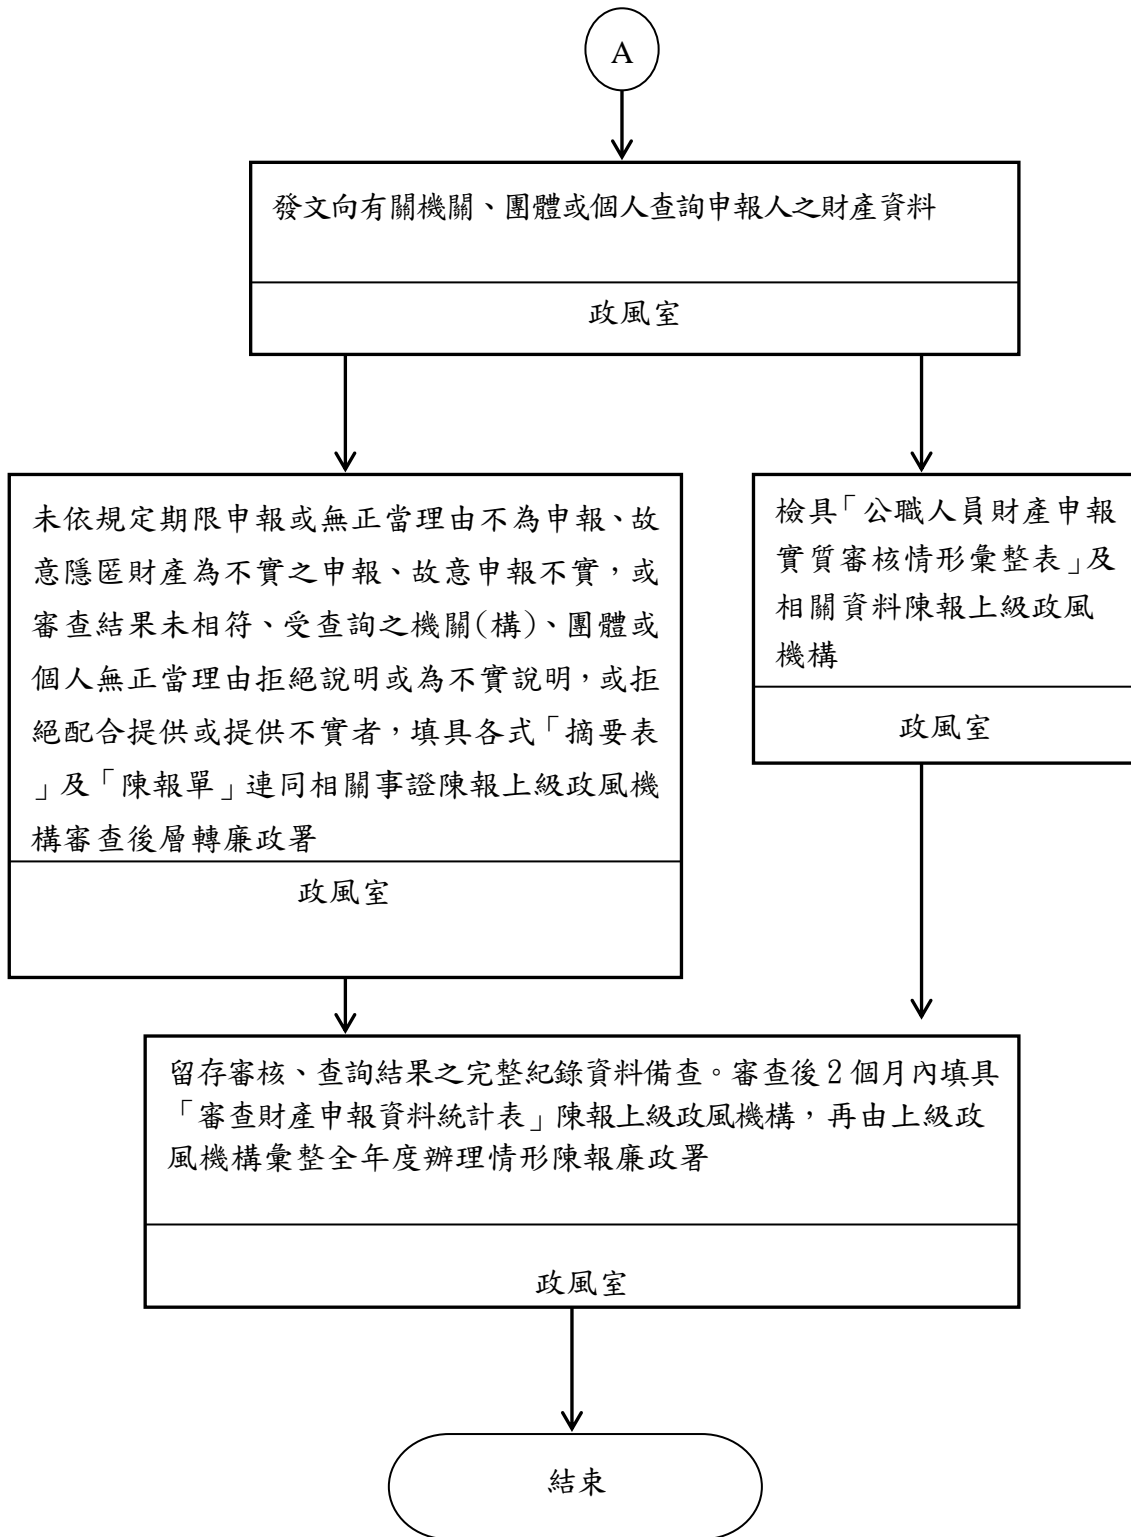 A
發文向有關機關、團體或個人查詢申報人之財產資料
政風室
未依規定期限申報或無正當理由不為申報、故
意隱匿財產為不實之申報、故意申報不實，或
審查結果未相符、受查詢之機關(構)、團體或
個人無正當理由拒絕說明或為不實說明，或拒
絕配合提供或提供不實者，填具各式「摘要表
」及「陳報單」連同相關事證陳報上級政風機
構審查後層轉廉政署
政風室
檢具「公職人員財產申報
實質審核情形彙整表」及
相關資料陳報上級政風
機構
政風室
留存審核、查詢結果之完整紀錄資料備查。審查後 2 個月內填具
「審查財產申報資料統計表」陳報上級政風機構，再由上級政
風機構彙整全年度辦理情形陳報廉政署
政風室
結束